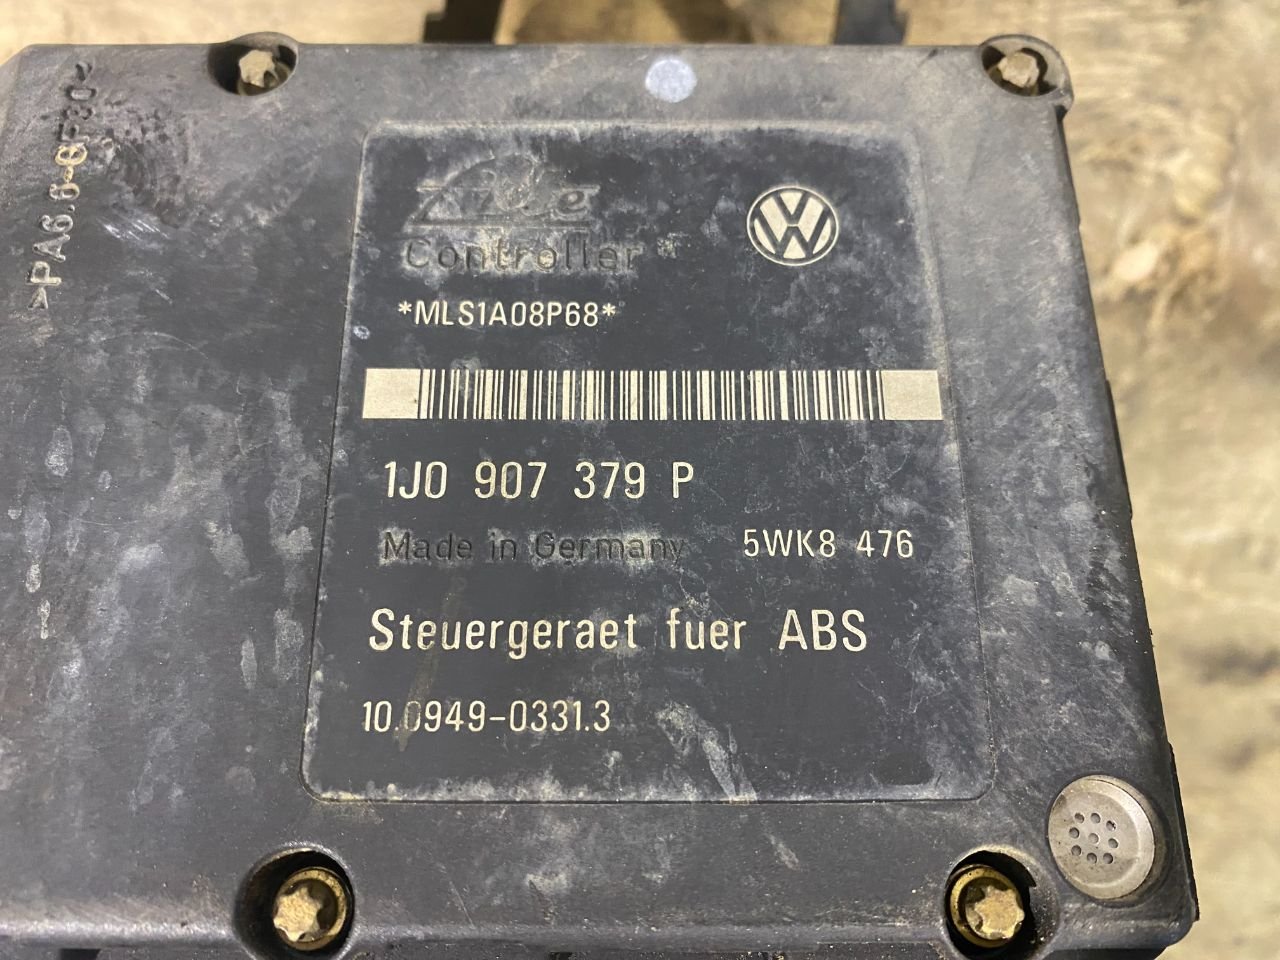 >PA6.6-GF30<
Ate
Controller
*MLS1A08P68*
1J0 907 379 P
Made in Germany
5WK8 476
Steuergeraet fuer ABS
10.0949-0331.3